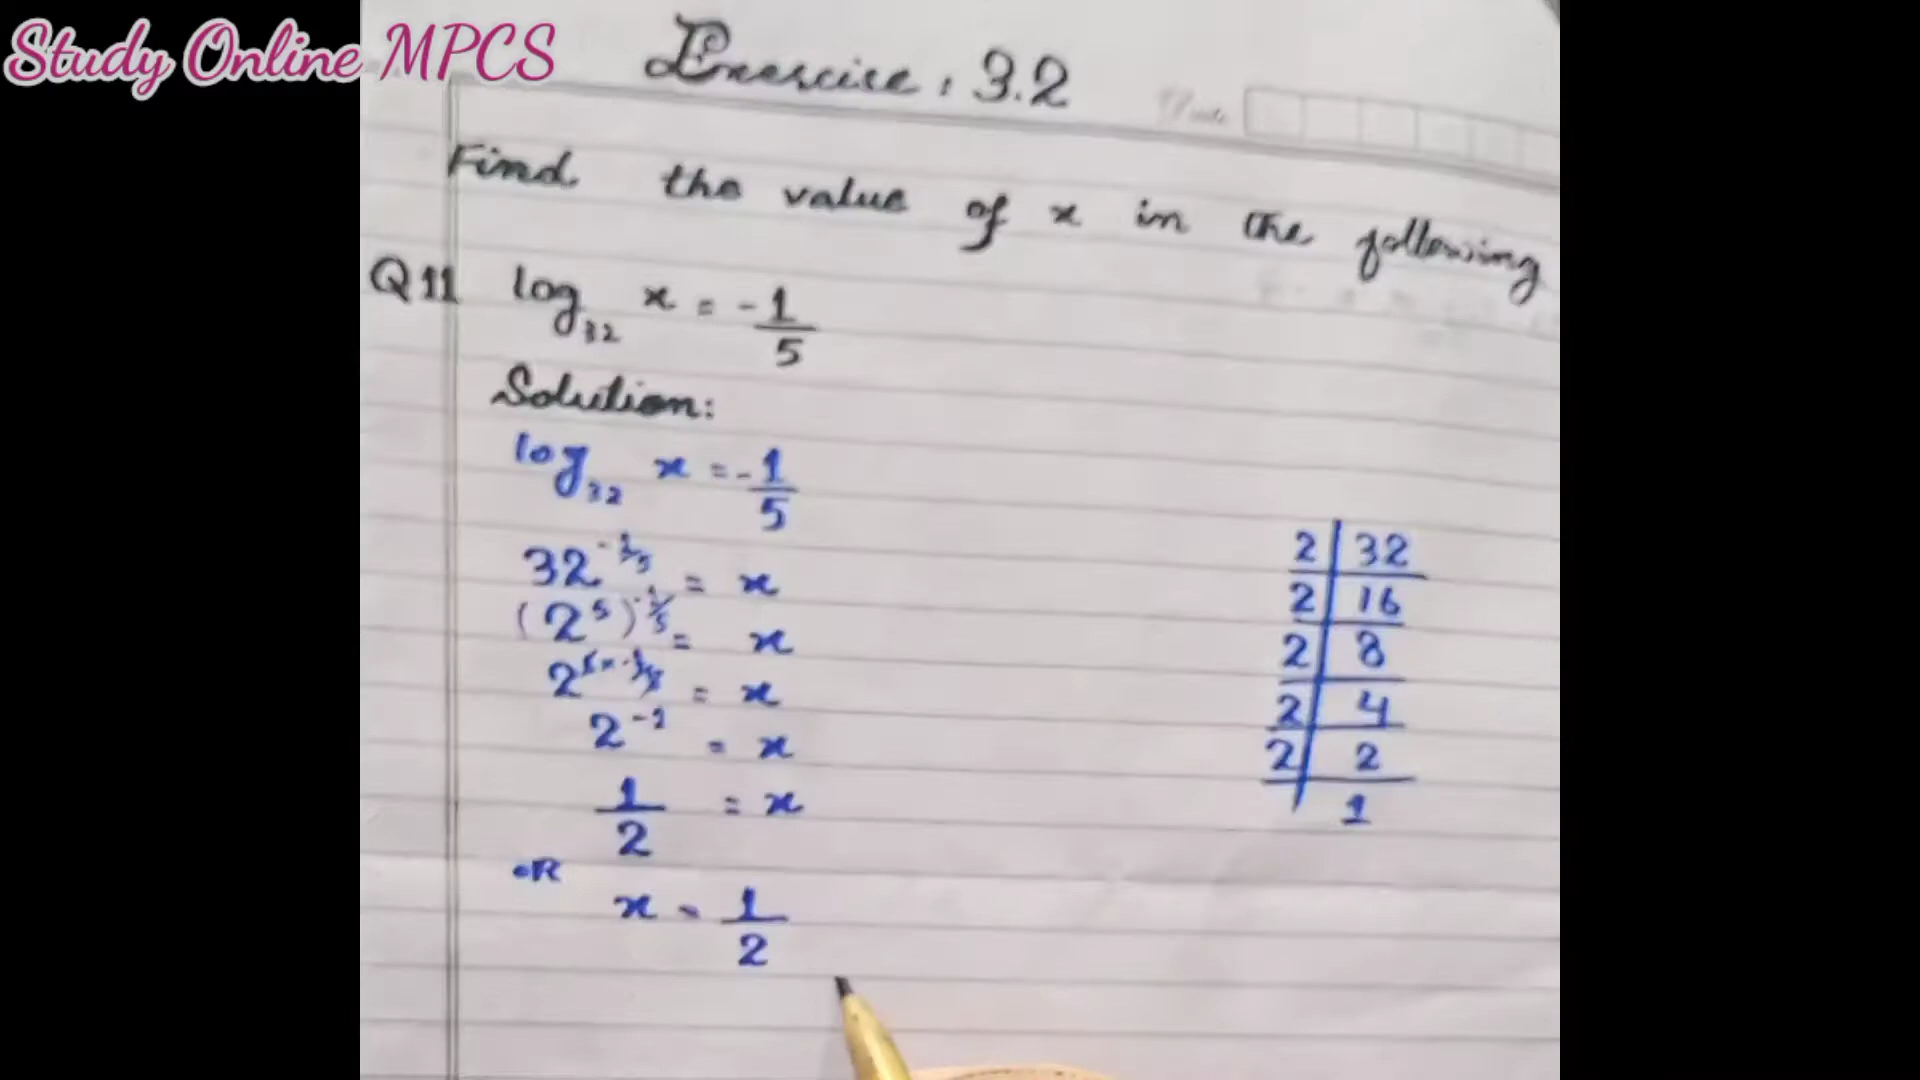 Study Online MPCS
Exercise : 3.2
Find the value of x in the following
Q11 log₃₂ x = -1/5
Solution:
log₃₂ x = -1/5
32^-1/5 = x
(2^5)^-1/5 = x
2^5x-1/5 = x
2^-1 = x
1/2 = x
OR
x = 1/2
2 | 32
2 | 16
2 | 8
2 | 4
2 | 2
1